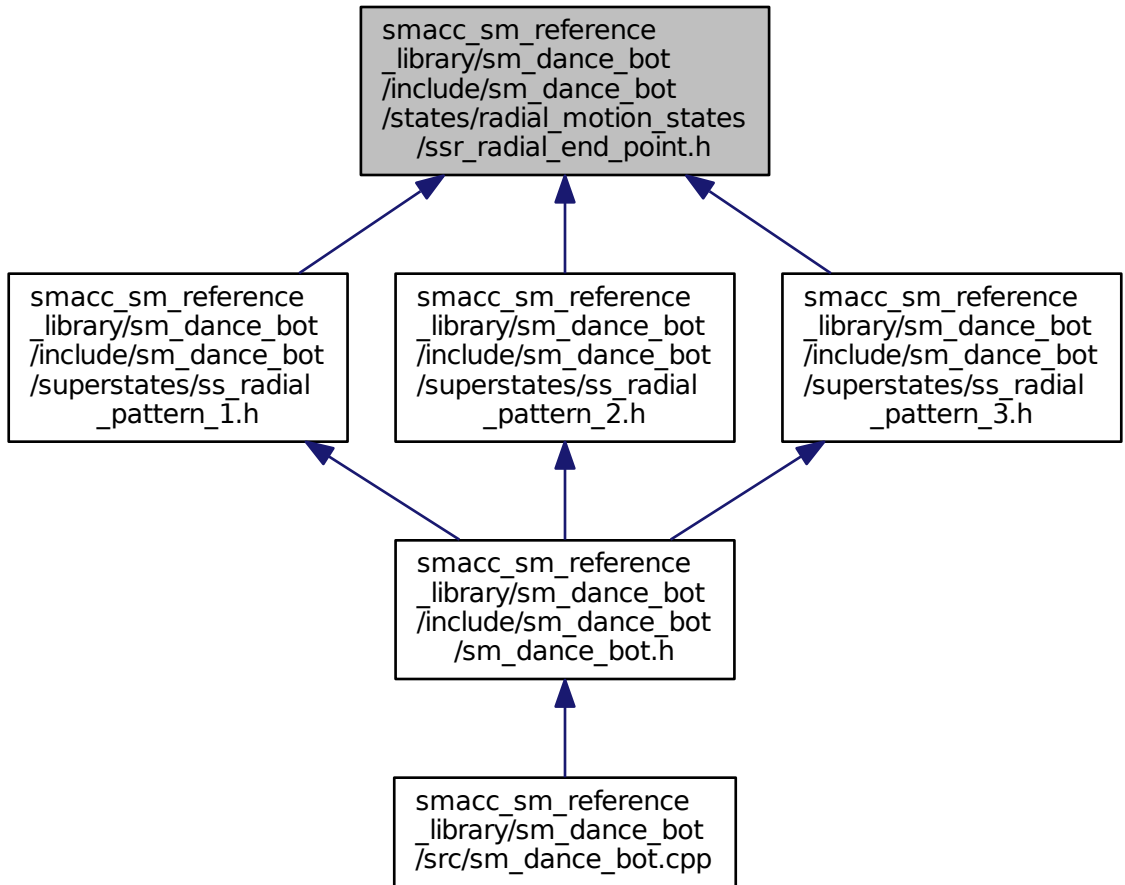 smacc_sm_reference
_library/sm_dance_bot
/include/sm_dance_bot
/states/radial_motion_states
/ssr_radial_end_point.h
smacc_sm_reference
_library/sm_dance_bot
/include/sm_dance_bot
/superstates/ss_radial
_pattern_1.h
smacc_sm_reference
_library/sm_dance_bot
/include/sm_dance_bot
/superstates/ss_radial
_pattern_2.h
smacc_sm_reference
_library/sm_dance_bot
/include/sm_dance_bot
/superstates/ss_radial
_pattern_3.h
smacc_sm_reference
_library/sm_dance_bot
/include/sm_dance_bot
/sm_dance_bot.h
smacc_sm_reference
_library/sm_dance_bot
/src/sm_dance_bot.cpp